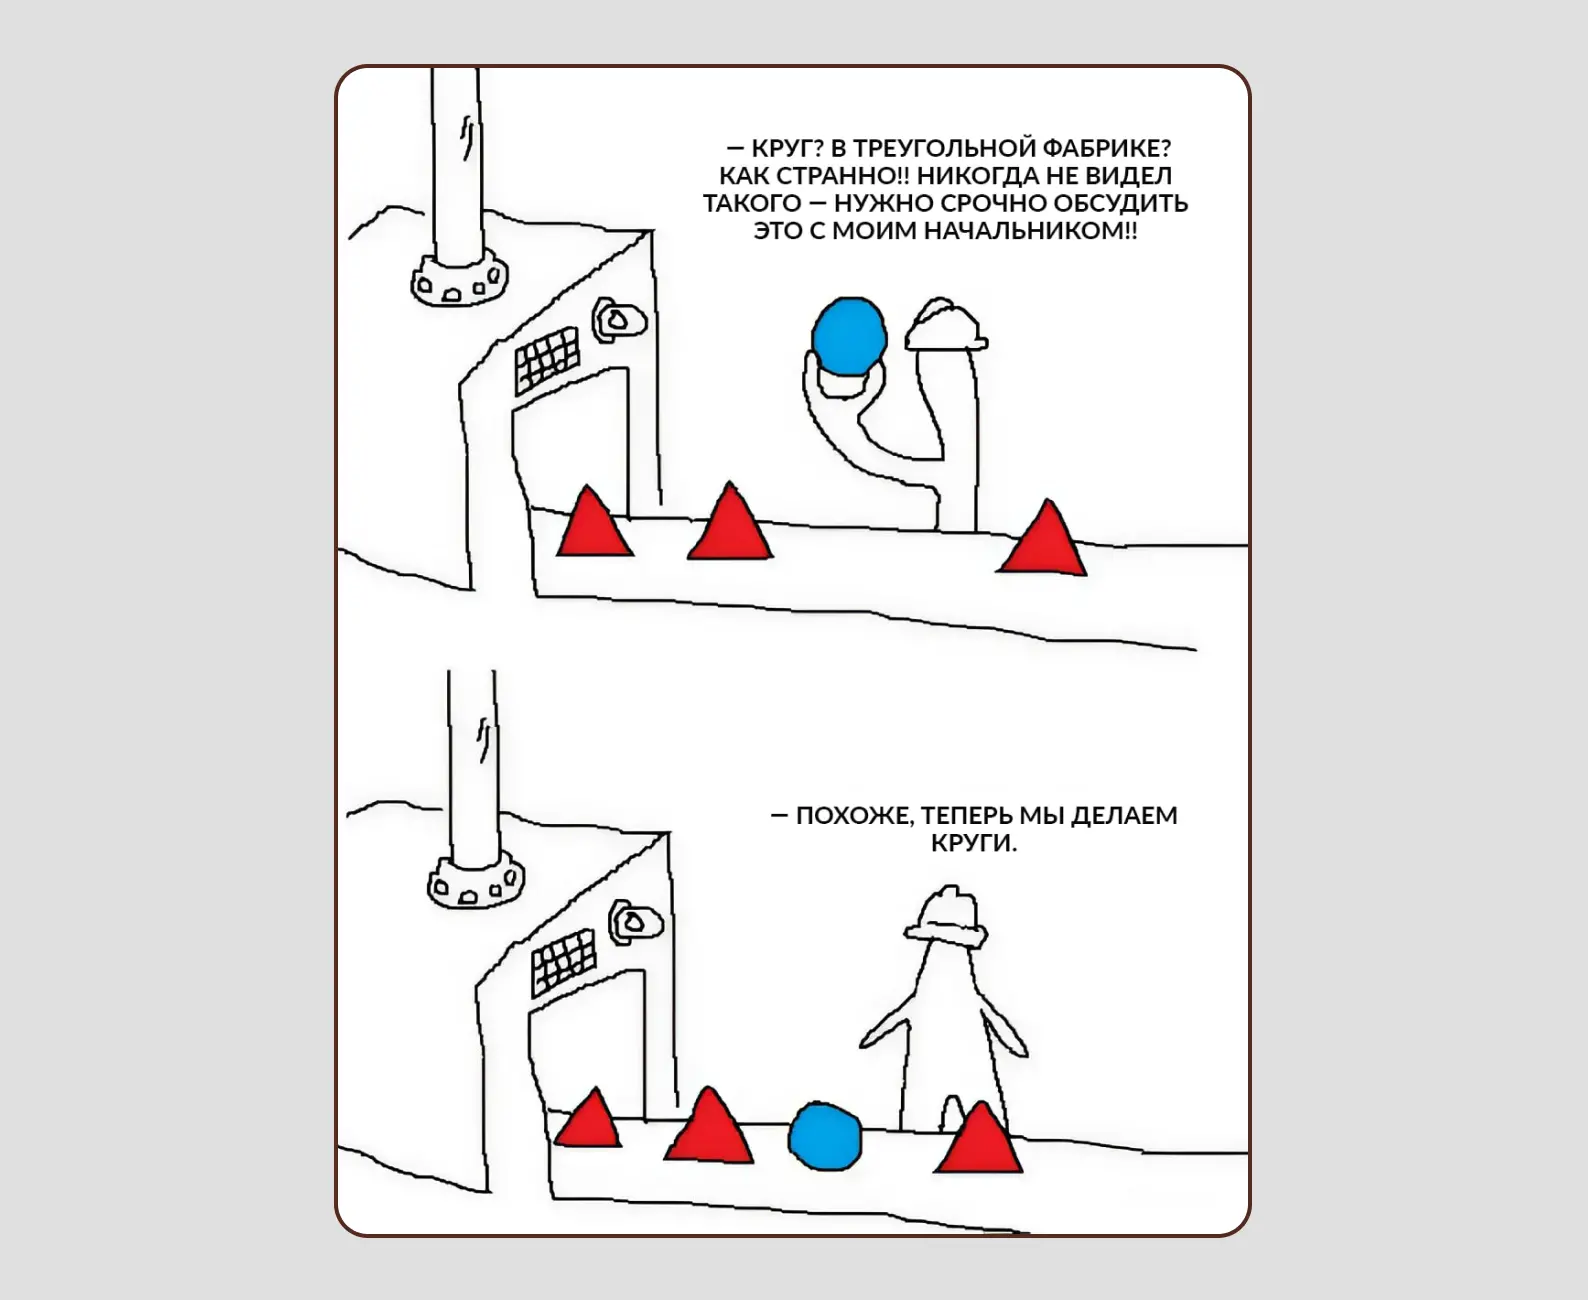 — КРУГ? В ТРЕУГОЛЬНОЙ ФАБРИКЕ?
КАК СТРАННО!! НИКОГДА НЕ ВИДЕЛ
ТАКОГО — НУЖНО СРОЧНО ОБСУДИТЬ
ЭТО С МОИМ НАЧАЛЬНИКОМ!!
— ПОХОЖЕ, ТЕПЕРЬ МЫ ДЕЛАЕМ
КРУГИ.